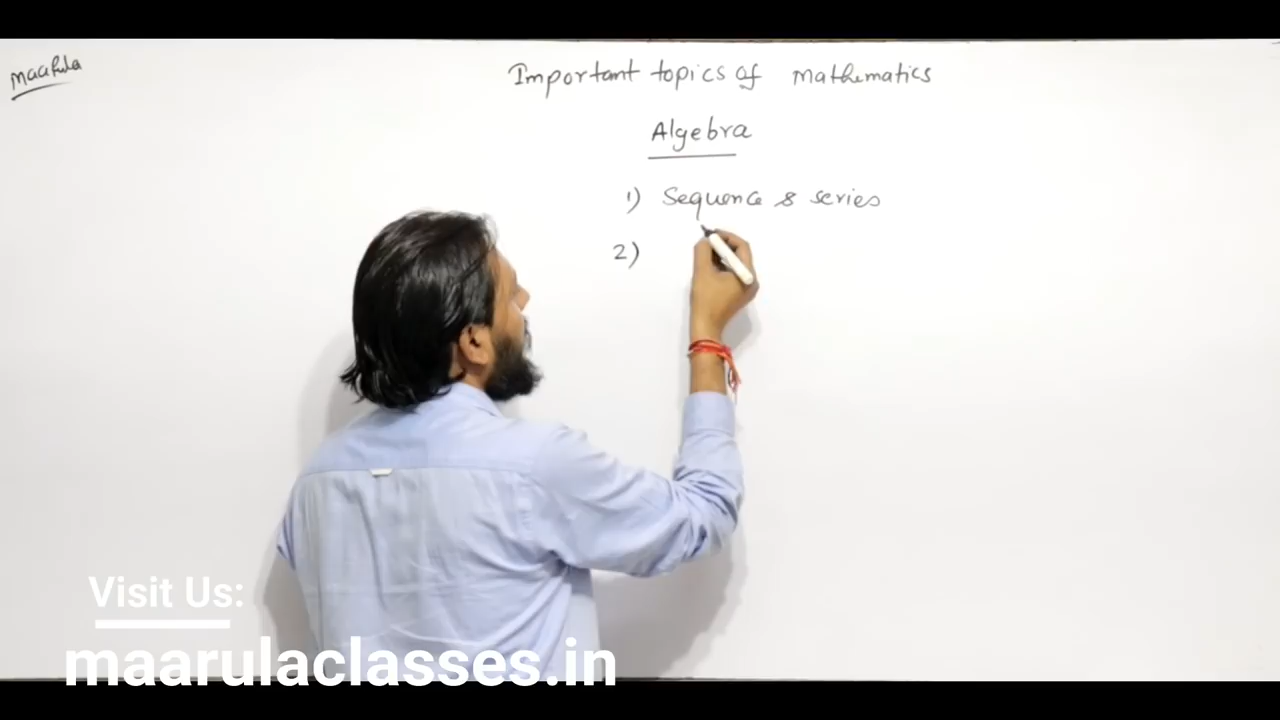 Maarula
Important topics of Mathematics
Algebra
1) Sequence & series
2)
Visit Us:
maarulaclasses.in